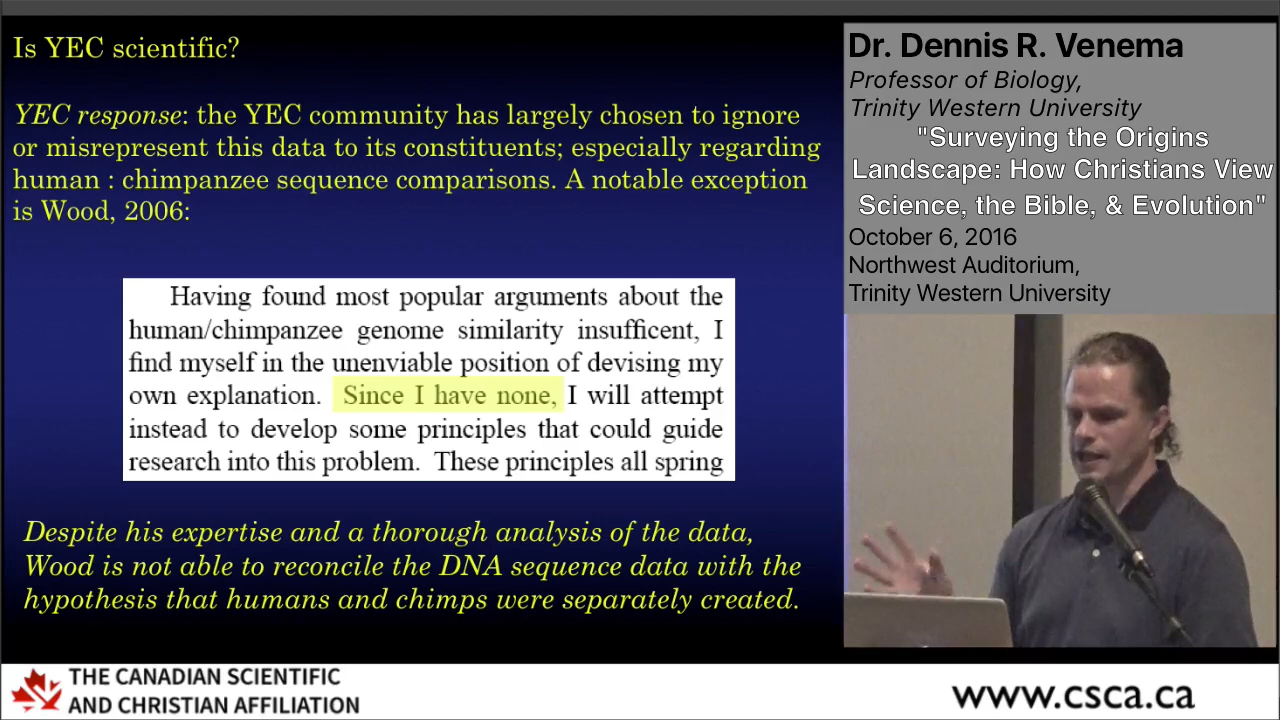 Is YEC scientific?
YEC response: the YEC community has largely chosen to ignore
or misrepresent this data to its constituents; especially regarding
human : chimpanzee sequence comparisons. A notable exception
is Wood, 2006:
Having found most popular arguments about the
human/chimpanzee genome similarity insufficent, I
find myself in the unenviable position of devising my
own explanation. Since I have none, I will attempt
instead to develop some principles that could guide
research into this problem. These principles all spring
Despite his expertise and a thorough analysis of the data,
Wood is not able to reconcile the DNA sequence data with the
hypothesis that humans and chimps were separately created.
Dr. Dennis R. Venema
Professor of Biology,
Trinity Western University
"Surveying the Origins
Landscape: How Christians View
Science, the Bible, & Evolution"
October 6, 2016
Northwest Auditorium,
Trinity Western University
THE CANADIAN SCIENTIFIC
AND CHRISTIAN AFFILIATION
www.csca.ca